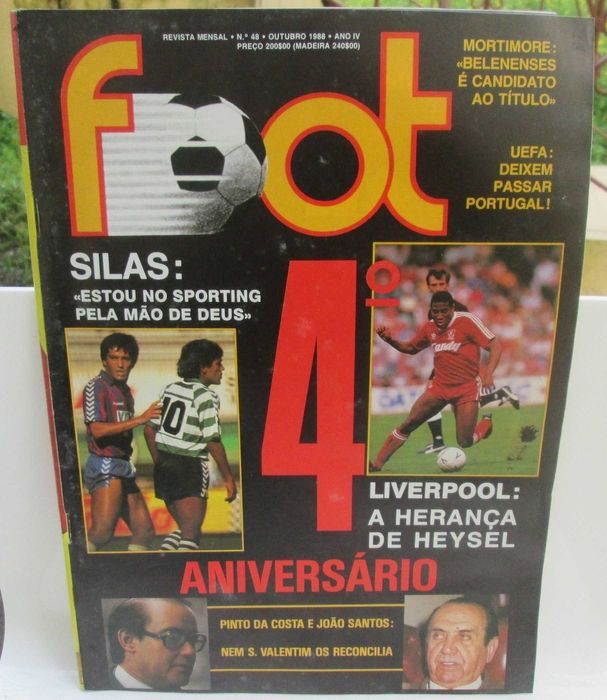 REVISTA MENSAL • N.º 48 • OUTUBRO 1988 • ANO IV
PREÇO 200$00 (MADEIRA 240$00)
foot
MORTIMORE:
«BELENENSES
É CANDIDATO
AO TÍTULO»
UEFA:
DEIXEM
PASSAR
PORTUGAL!
SILAS:
«ESTOU NO SPORTING
PELA MÃO DE DEUS»
10
4º
Candy
LIVERPOOL:
A HERANÇA
DE HEYSEL
ANIVERSÁRIO
PINTO DA COSTA E JOÃO SANTOS:
NEM S. VALENTIM OS RECONCILIA